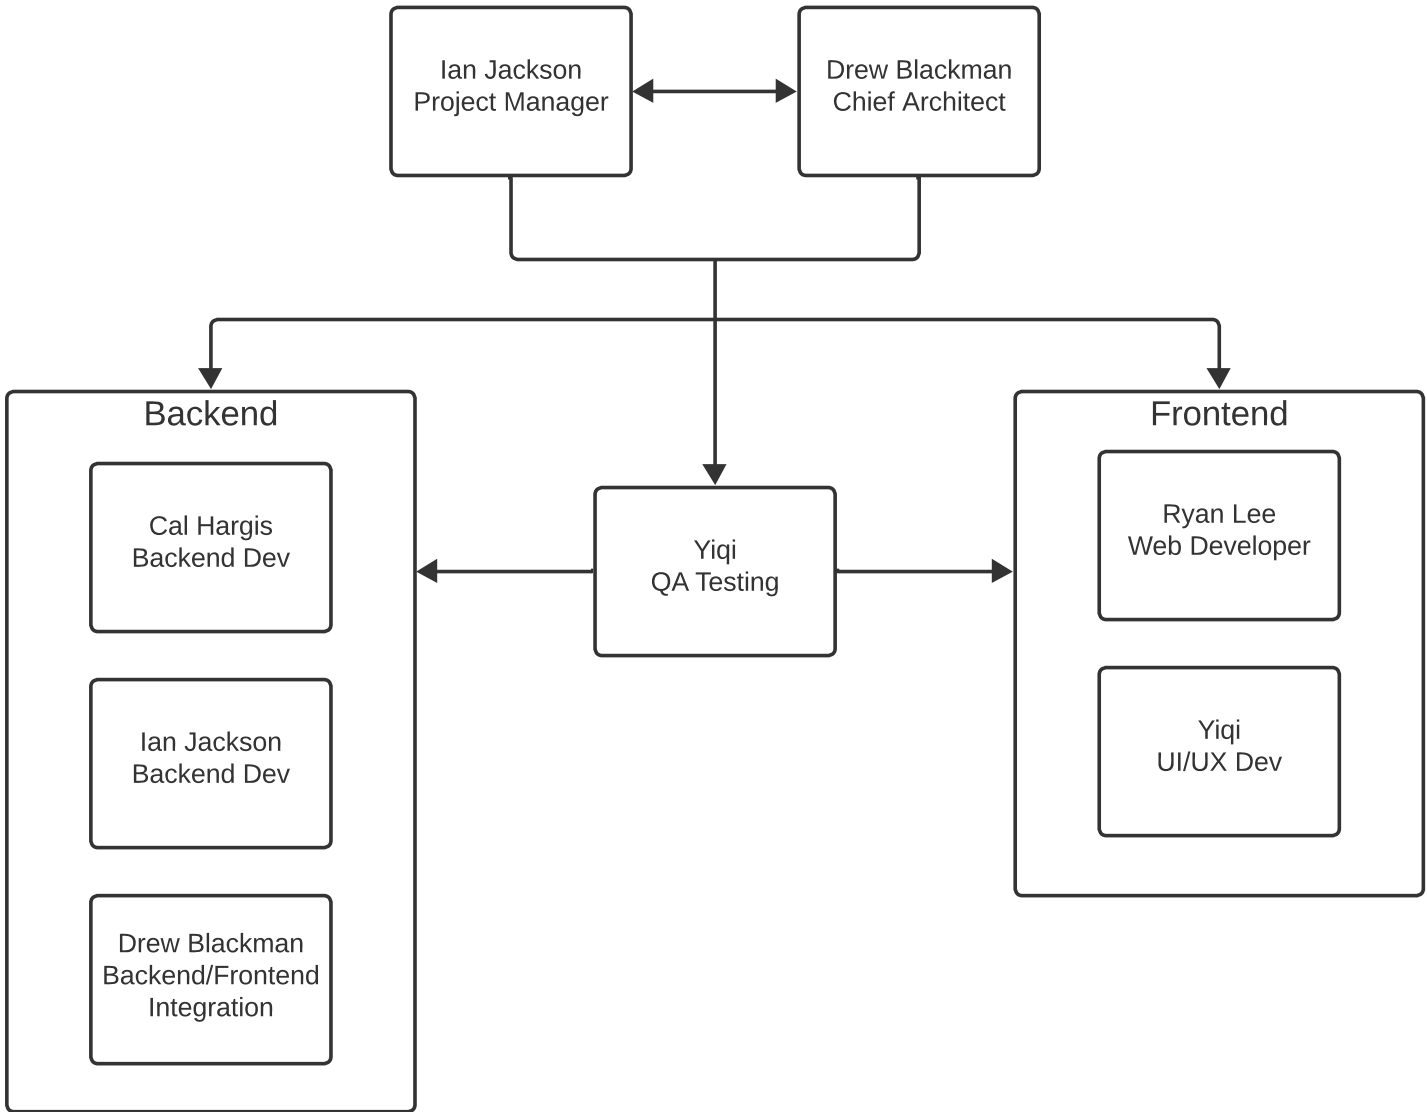 Ian Jackson
Project Manager
Drew Blackman
Chief Architect
Backend
Cal Hargis
Backend Dev
Ian Jackson
Backend Dev
Drew Blackman
Backend/Frontend
Integration
Yiqi
QA Testing
Frontend
Ryan Lee
Web Developer
Yiqi
UI/UX Dev